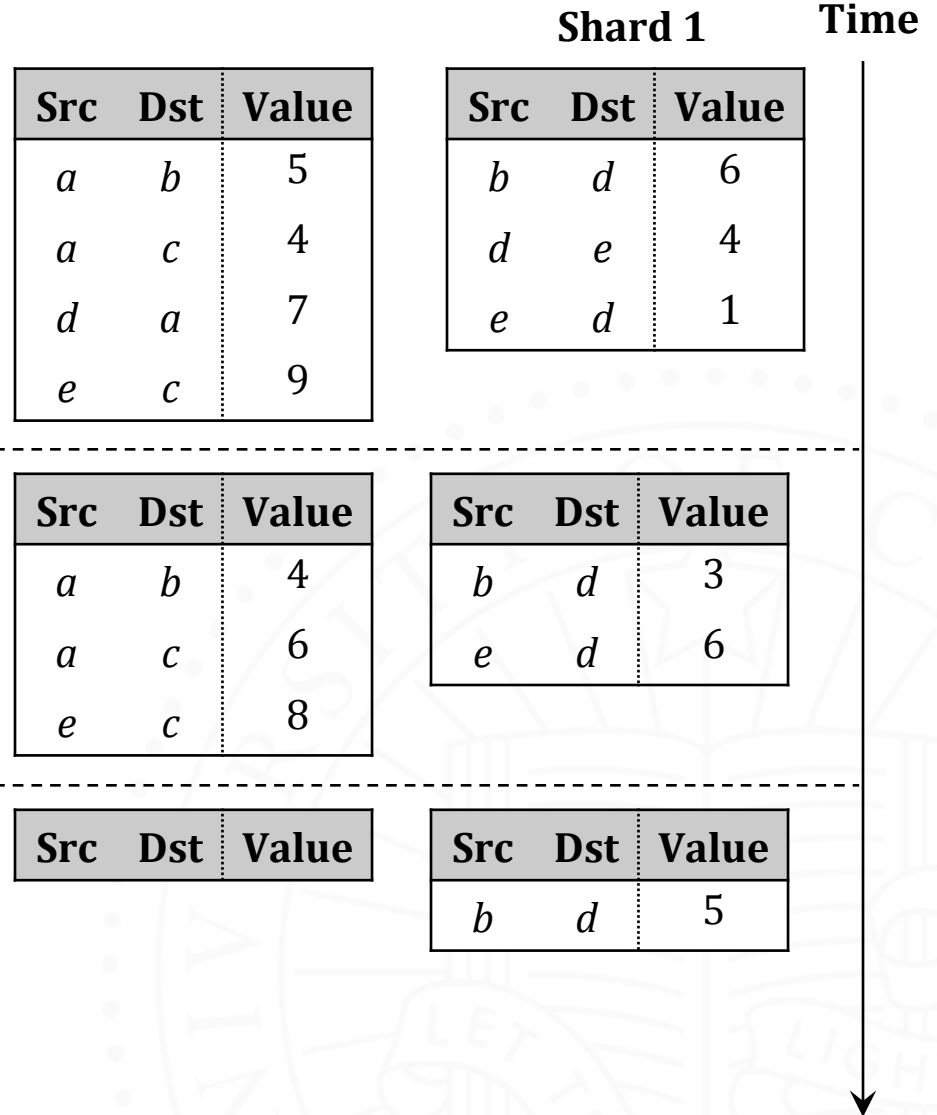 Shard 1 Time
Src Dst Value
a b 5
a c 4
d a 7
e c 9
Src Dst Value
b d 6
d e 4
e d 1
Src Dst Value
a b 4
a c 6
e c 8
Src Dst Value
b d 3
e d 6
Src Dst Value
Src Dst Value
b d 5